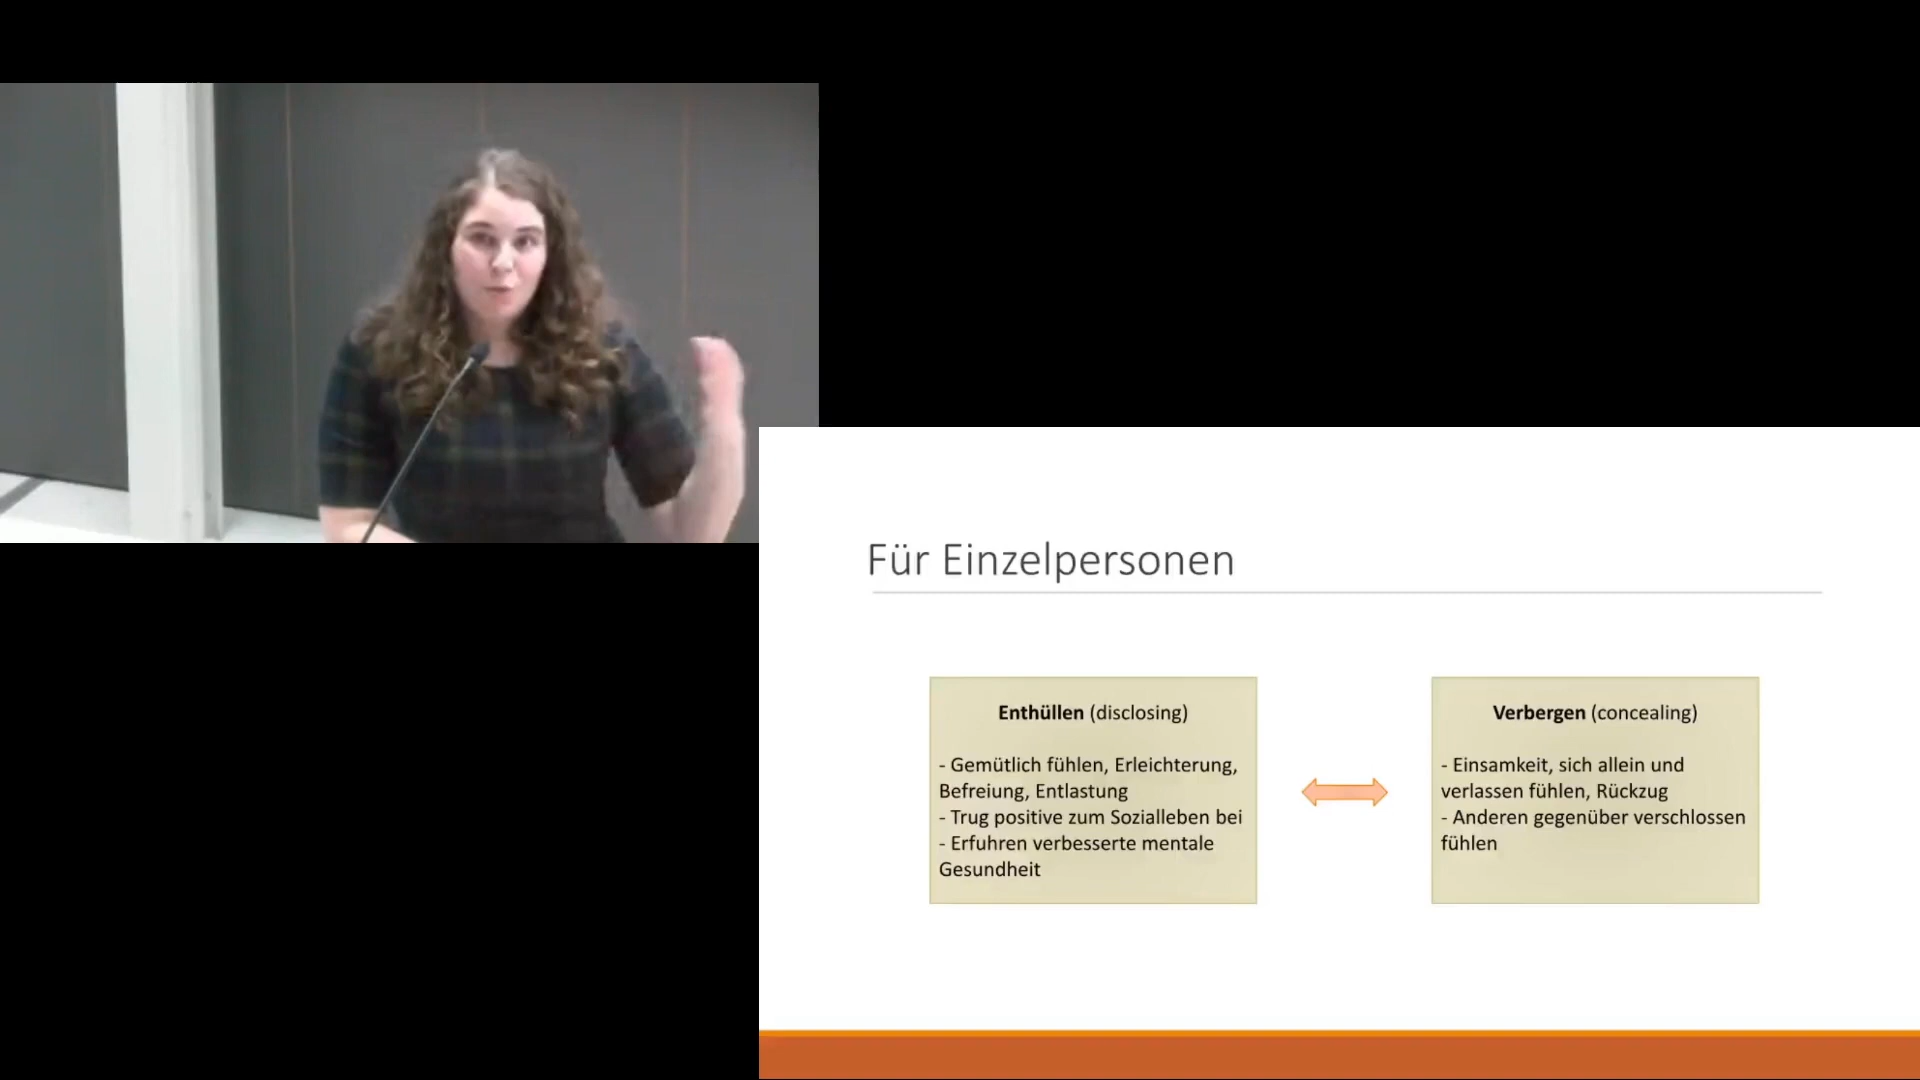 Für Einzelpersonen
Enthüllen (disclosing)
- Gemütlich fühlen, Erleichterung,
Befreiung, Entlastung
- Trug positive zum Sozialleben bei
- Erfuhren verbesserte mentale
Gesundheit
Verbergen (concealing)
- Einsamkeit, sich allein und
verlassen fühlen, Rückzug
- Anderen gegenüber verschlossen
fühlen